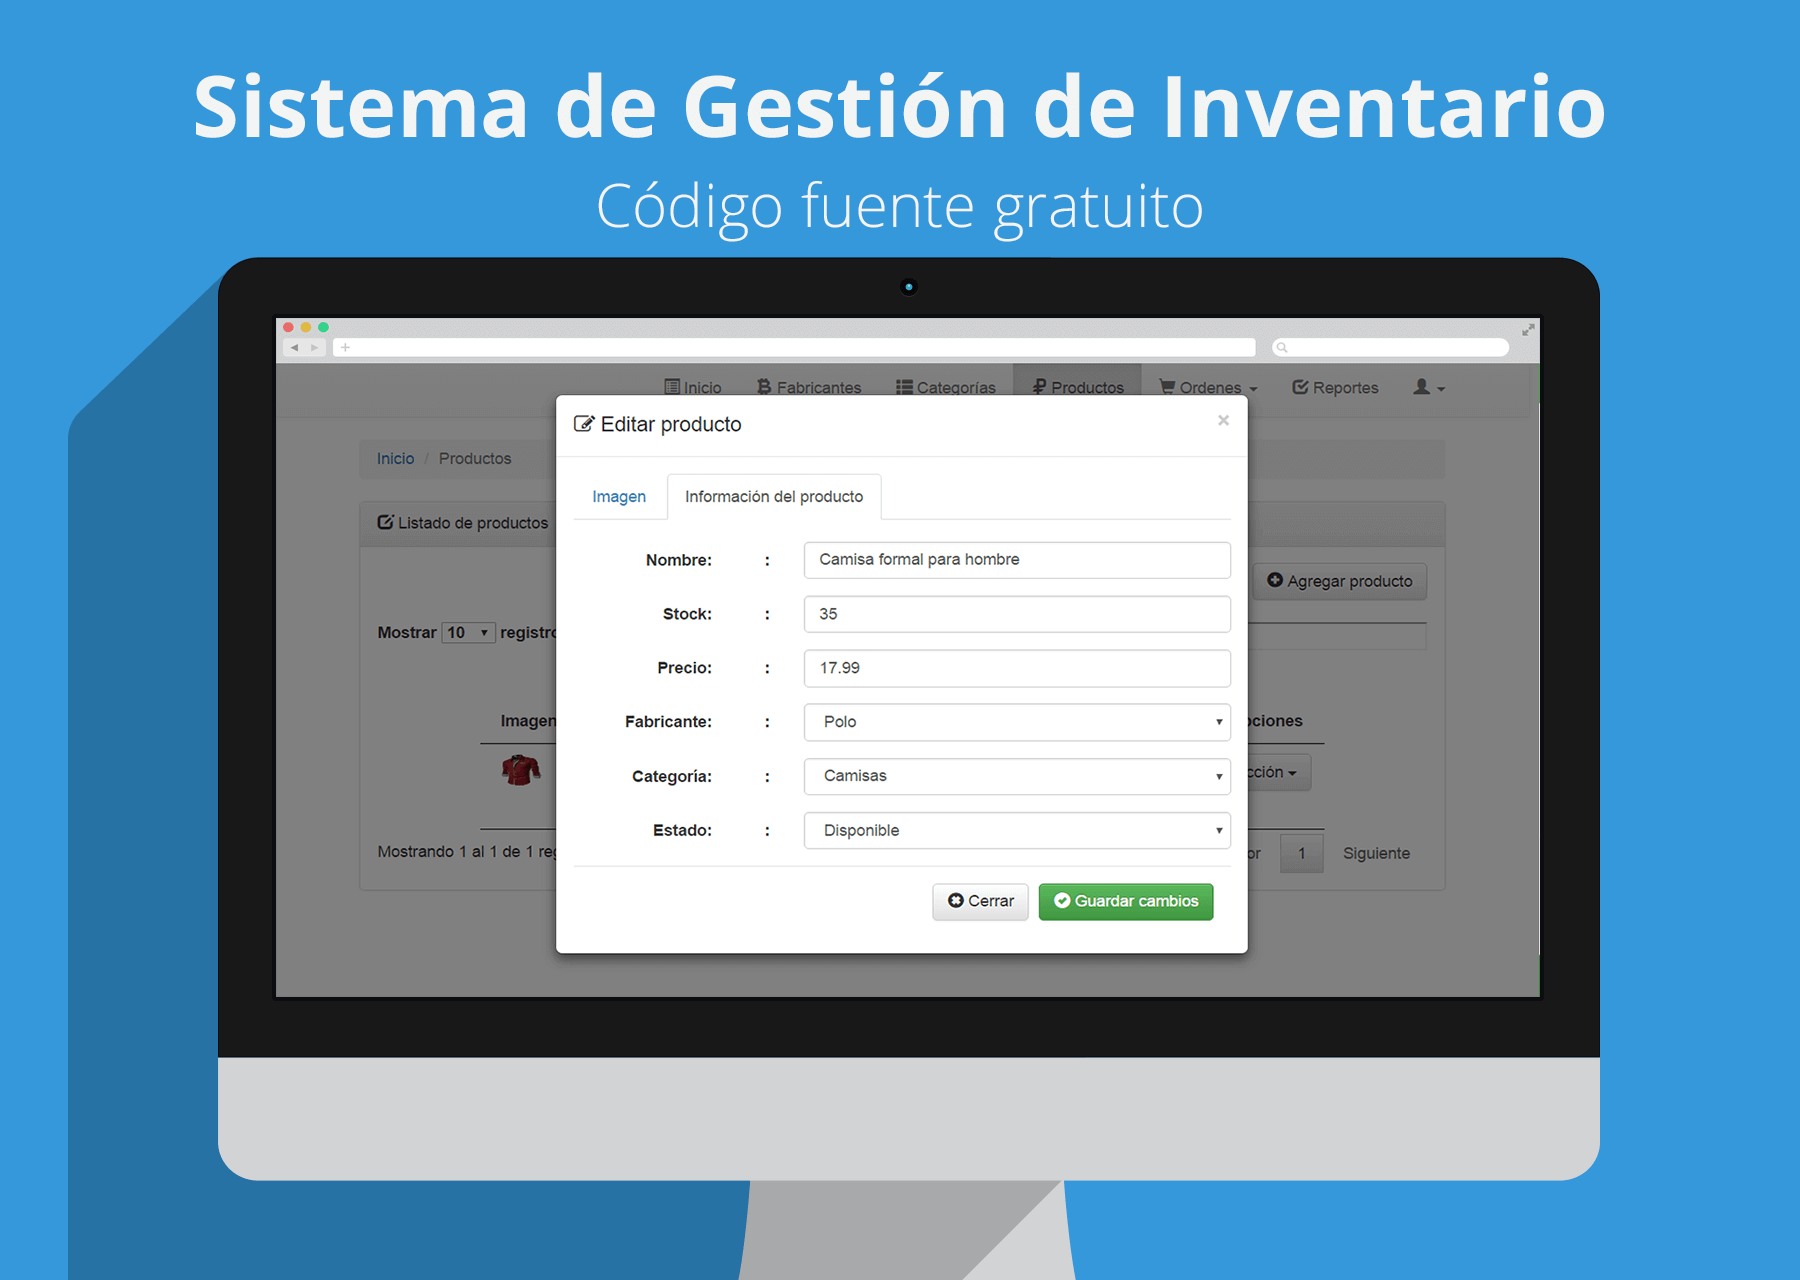 Sistema de Gestión de Inventario
Código fuente gratuito
Inicio Fabricantes Categorías Productos Ordenes Reportes
Editar producto ×
Inicio / Productos
Imagen Información del producto
Listado de productos
Nombre: : Camisa formal para hombre
Agregar producto
Stock: : 35
Mostrar 10 registro
Precio: : 17.99
Imagen
Fabricante: : Polo
ciones
Categoría: : Camisas
cción
Estado: : Disponible
Mostrando 1 al 1 de 1 reg
or 1 Siguiente
Cerrar Guardar cambios